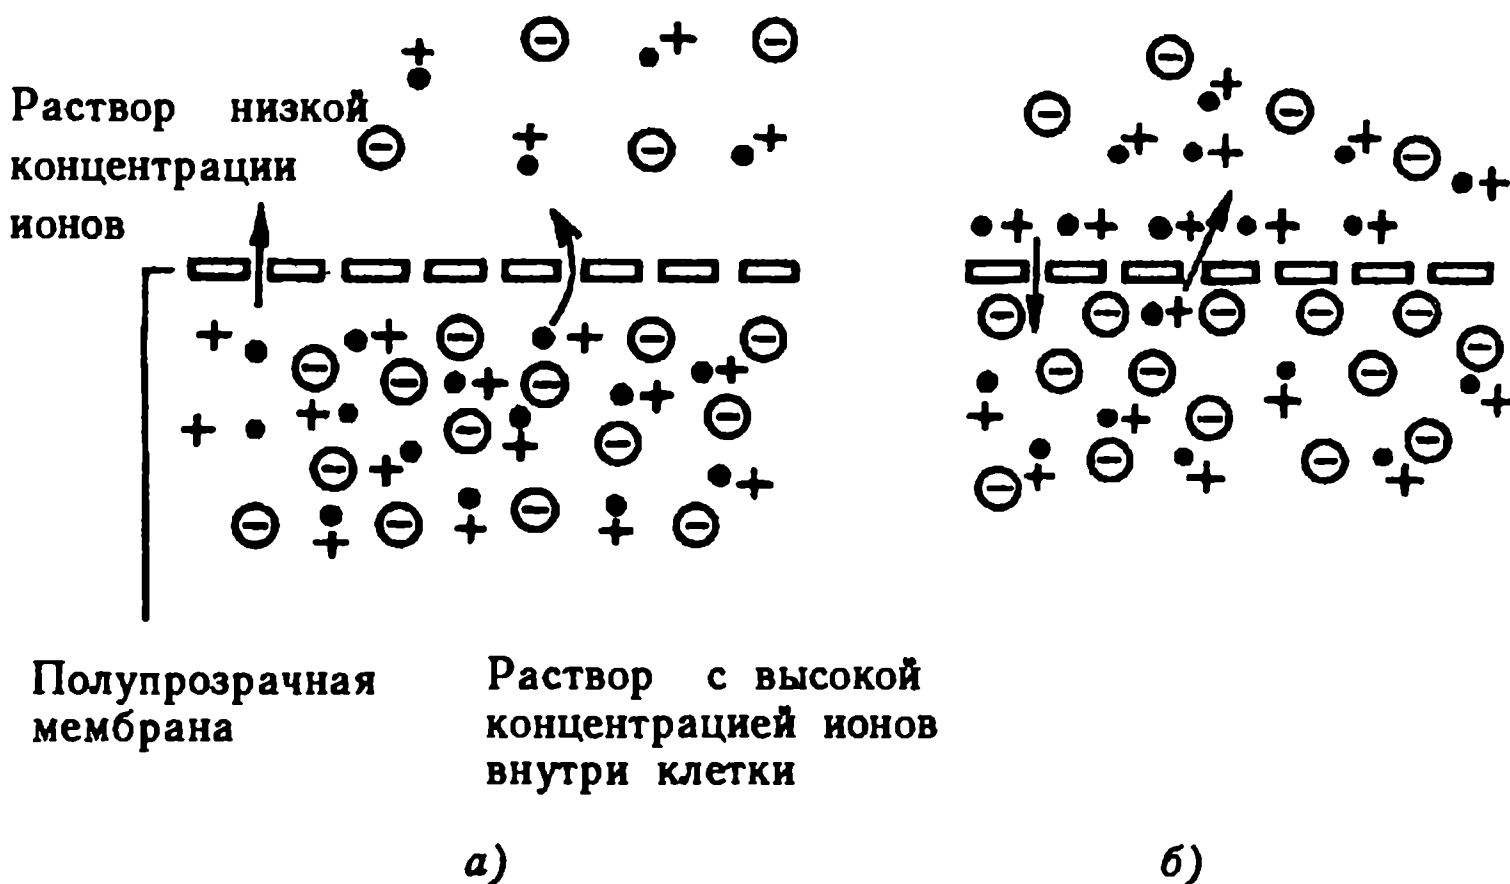 Раствор низкой
концентрации
ионов
Полупрозрачная
мембрана
Раствор с высокой
концентрацией ионов
внутри клетки
а)
б)